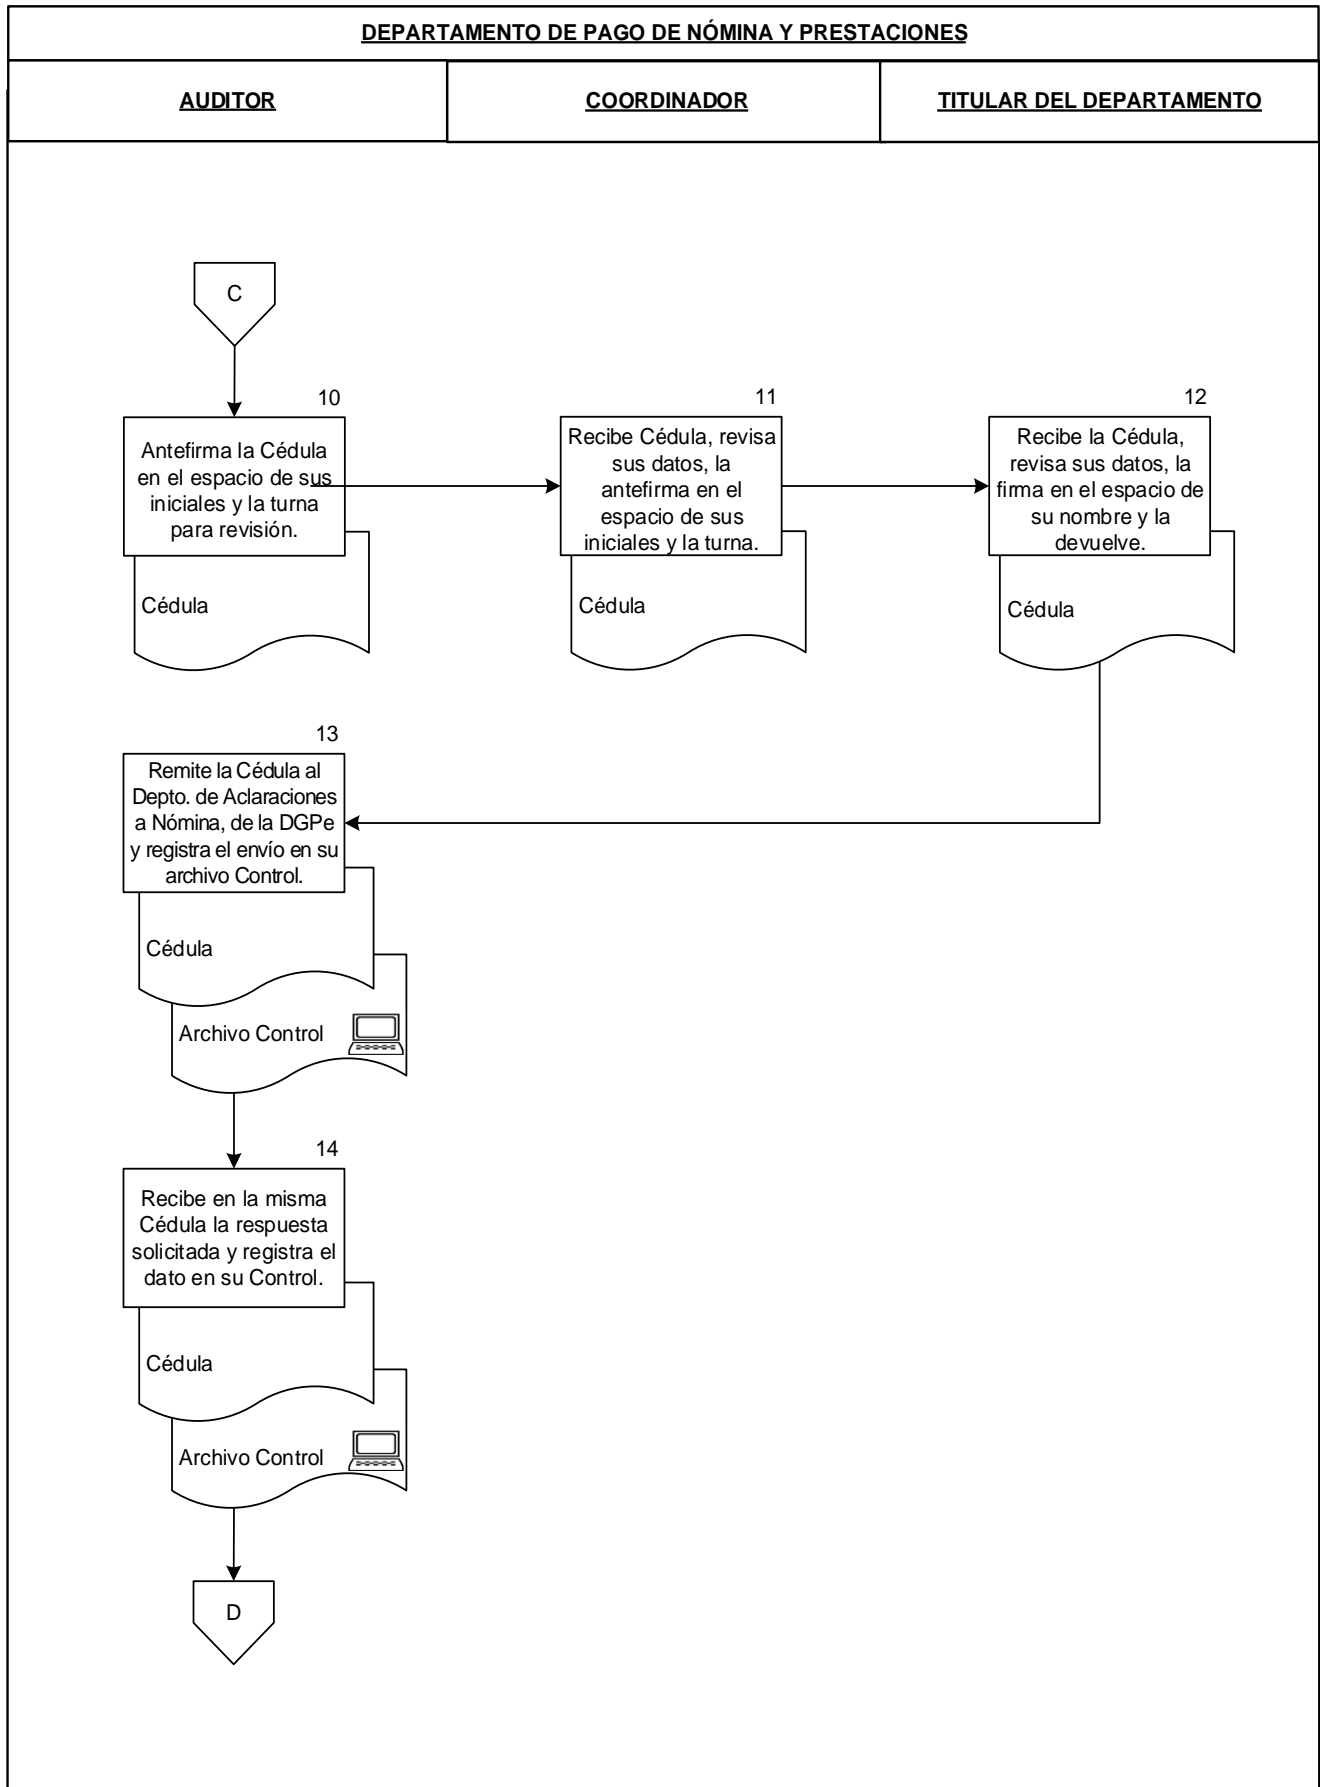 DEPARTAMENTO DE PAGO DE NÓMINA Y PRESTACIONES
AUDITOR
COORDINADOR
TITULAR DEL DEPARTAMENTO
C
10
Antefirma la Cédula
en el espacio de sus
iniciales y la turna
para revisión.
Cédula
11
Recibe Cédula, revisa
sus datos, la
antefirma en el
espacio de sus
iniciales y la turna.
Cédula
12
Recibe la Cédula,
revisa sus datos, la
firma en el espacio de
su nombre y la
devuelve.
Cédula
13
Remite la Cédula al
Depto. de Aclaraciones
a Nómina, de la DGPe
y registra el envío en su
archivo Control.
Cédula
Archivo Control
14
Recibe en la misma
Cédula la respuesta
solicitada y registra el
dato en su Control.
Cédula
Archivo Control
D